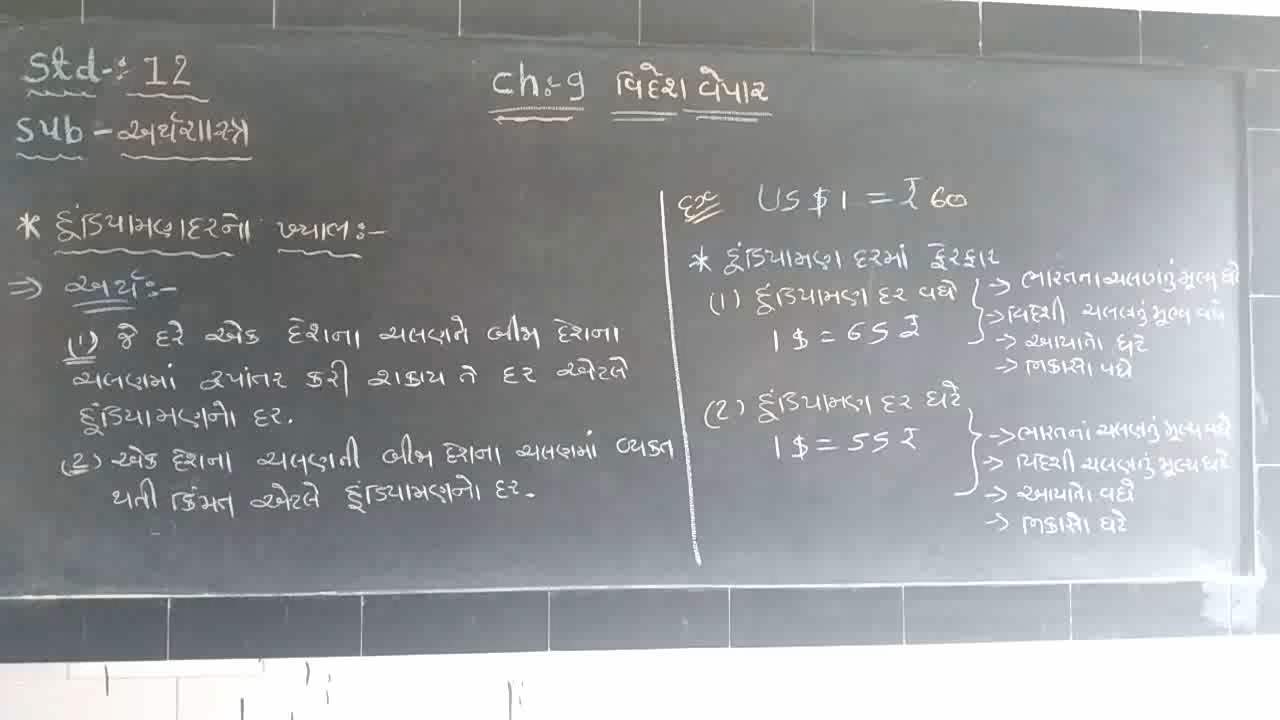 Std-: 12
Sub - અર્થશાસ્ત્ર
Ch:- 9 વિદેશ વેપાર
* હૂંડિયામણદરનો ખ્યાલ:-
⇒ અર્થ:-
(૧) જે દરે એક દેશના ચલણને બીજા દેશના
ચલણમાં રૂપાંતર કરી શકાય તે દર એટલે
હૂંડિયામણનો દર.
(2) એક દેશના ચલણની બીજા દેશના ચલણમાં વ્યક્ત
થતી કિંમત એટલે હૂંડિયામણનો દર.
US $ 1 = ₹ 60
* હૂંડિયામણ દરમાં ફેરફાર
(1) હૂંડિયામણ દર વધે
1 $ = 65 ₹
→ ભારતના ચલણનું મૂલ્ય ઘટે
→ વિદેશી ચલણનું મૂલ્ય વધે
→ આયાતો ઘટે
→ નિકાસો વધે
(2) હૂંડિયામણ દર ઘટે
1 $ = 55 ₹
→ ભારતનાં ચલણનું મૂલ્ય વધે
→ વિદેશી ચલણનું મૂલ્ય ઘટે
→ આયાતો વધે
→ નિકાસો ઘટે